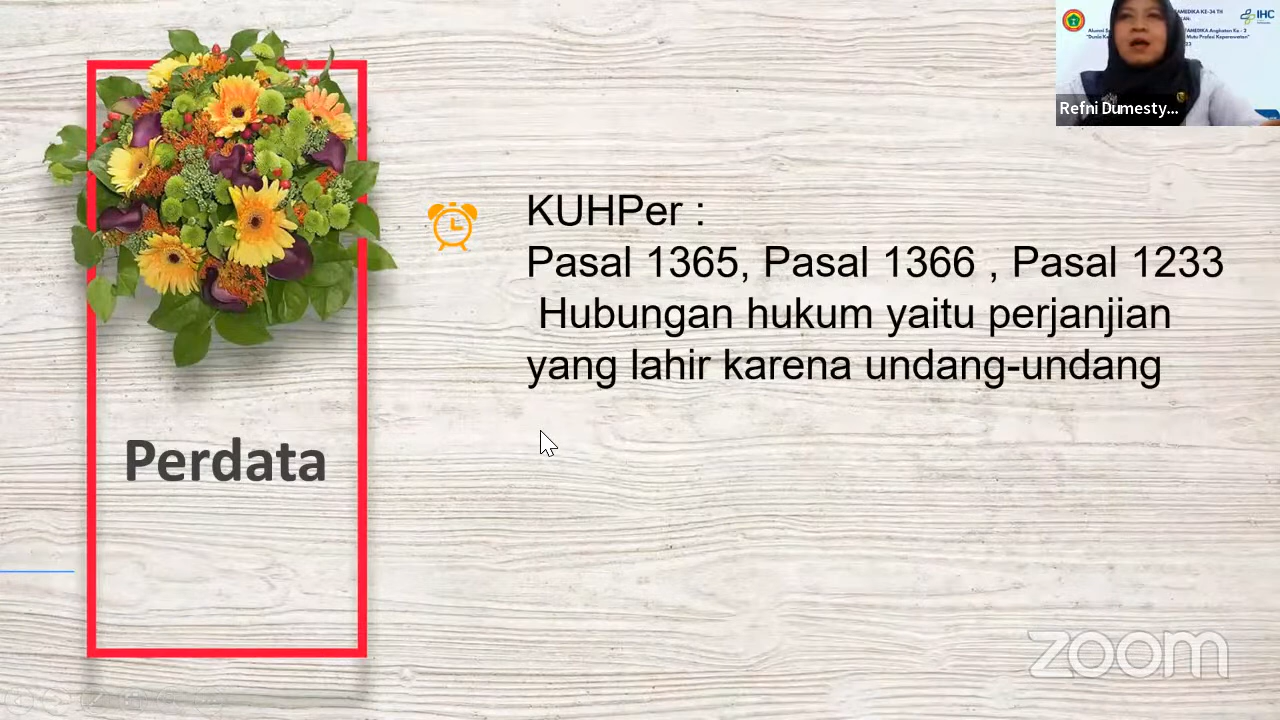 KUHPer :
Pasal 1365, Pasal 1366 , Pasal 1233
Hubungan hukum yaitu perjanjian
yang lahir karena undang-undang
Perdata
IHC
Refni Dumesty...
zoom